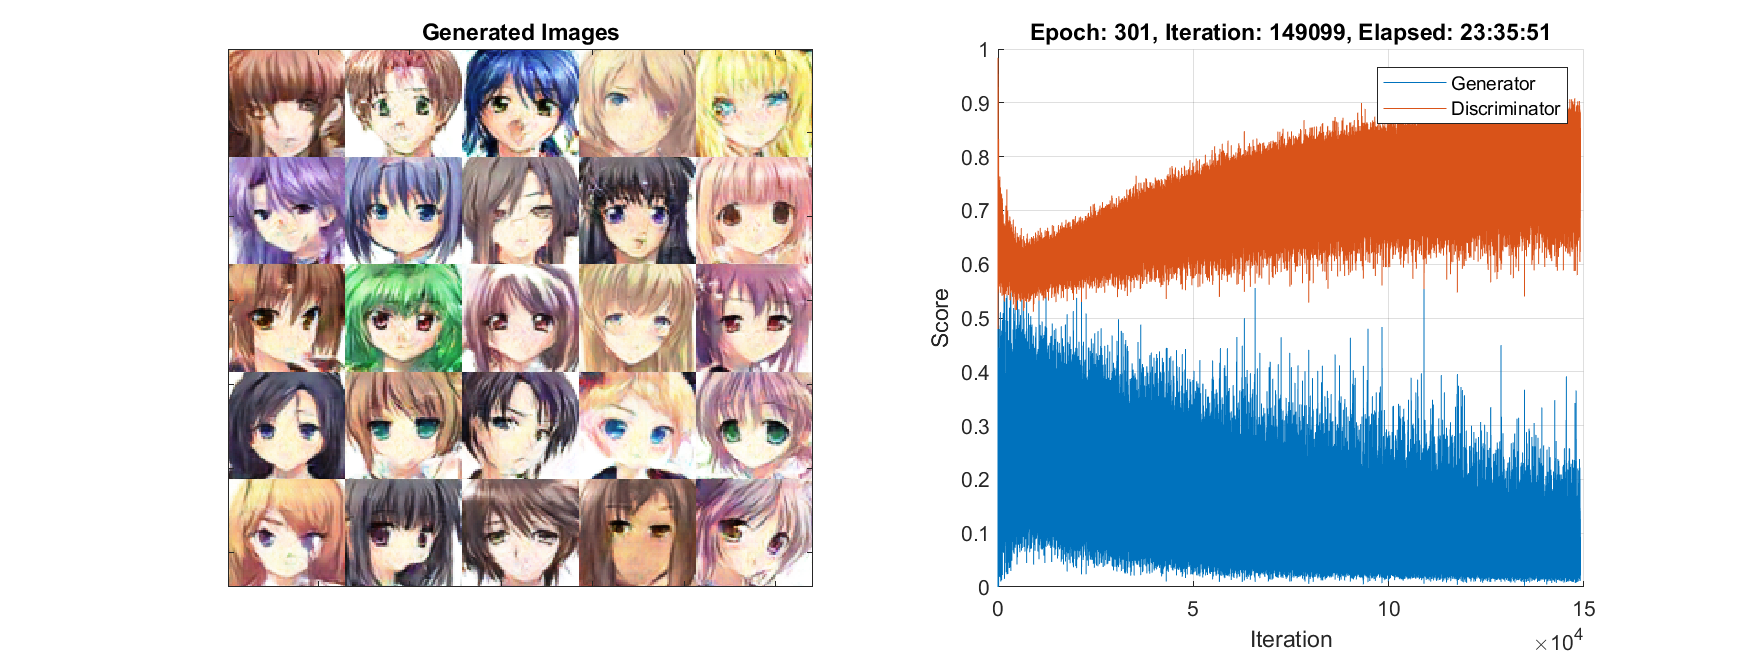 Generated Images
Epoch: 301, Iteration: 149099, Elapsed: 23:35:51
1
0.9
0.8
0.7
0.6
0.5
0.4
0.3
0.2
0.1
0
Score
Generator
Discriminator
0
5
10
15
Iteration
×10⁴